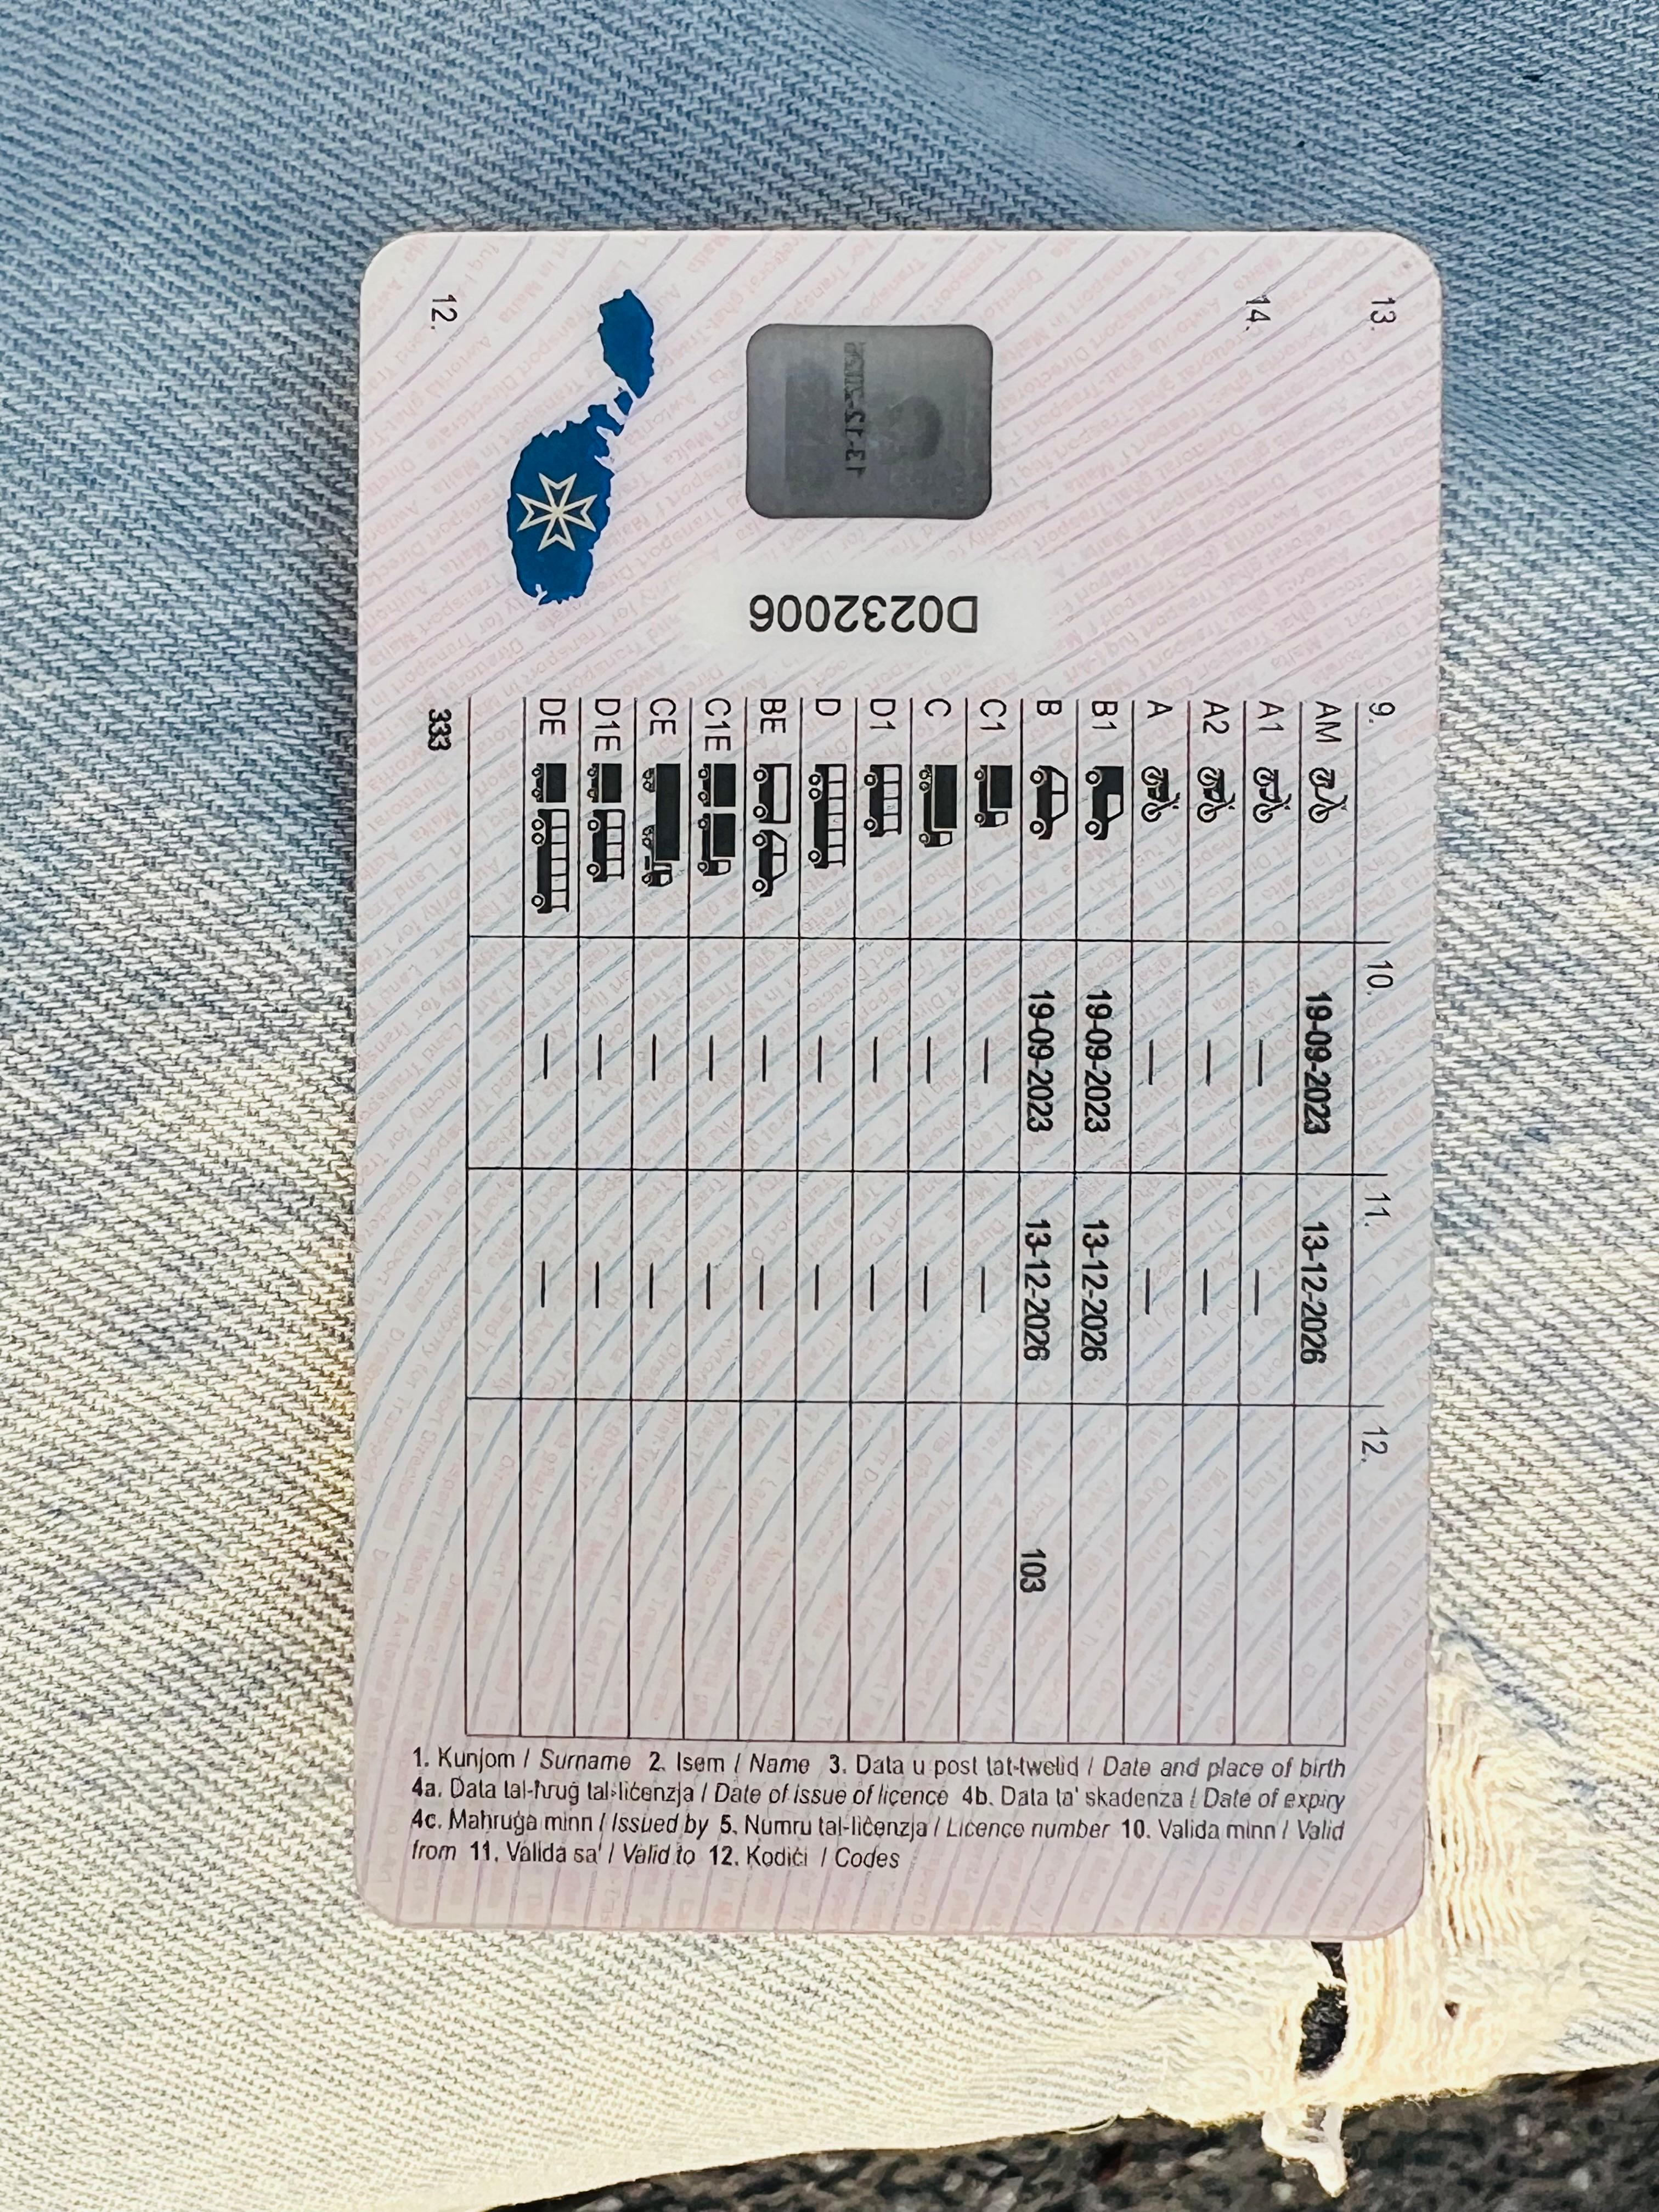 13.
14.
12.
13-12-2026
D0232006
9. 10. 11. 12.
AM 19-09-2023 13-12-2026
A1 — —
A2 — —
A — —
B1 19-09-2023 13-12-2026
B 19-09-2023 13-12-2026 103
C1 — —
C — —
D1 — —
D — —
BE — —
C1E — —
CE — —
D1E — —
DE — —
333
1. Kunjom / Surname 2. Isem / Name 3. Data u post tat-twelid / Date and place of birth
4a. Data tal-ħruġ tal-liċenzja / Date of issue of licence 4b. Data ta' skadenza / Date of expiry
4c. Maħruġa minn / Issued by 5. Numru tal-liċenzja / Licence number 10. Valida minn / Valid
from 11. Valida sa' / Valid to 12. Kodiċi / Codes